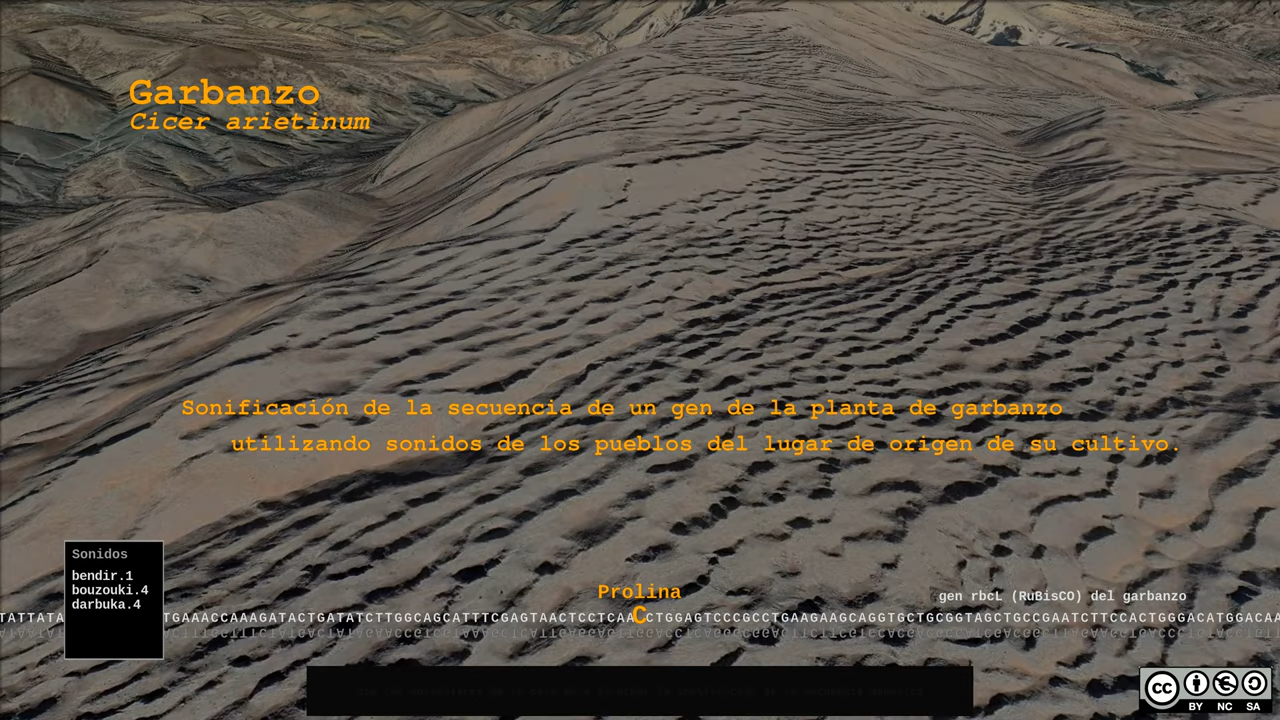 Garbanzo
Cicer arietinum
Sonificación de la secuencia de un gen de la planta de garbanzo
utilizando sonidos de los pueblos del lugar de origen de su cultivo.
Sonidos
bendir.1
bouzouki.4
darbuka.4
Prolina
gen rbcL (RuBisCO) del garbanzo
TATTATA TGAAACCAAAGATACTGATATCTTGGCAGCATTTCGAGTAACTCCTCAACCTGGAGTCCCGCCTGAAGAAGCAGGTGCTGCGGTAGCTGCCGAATCTTCCACTGGGACATGGACAA
cc
BY NC SA